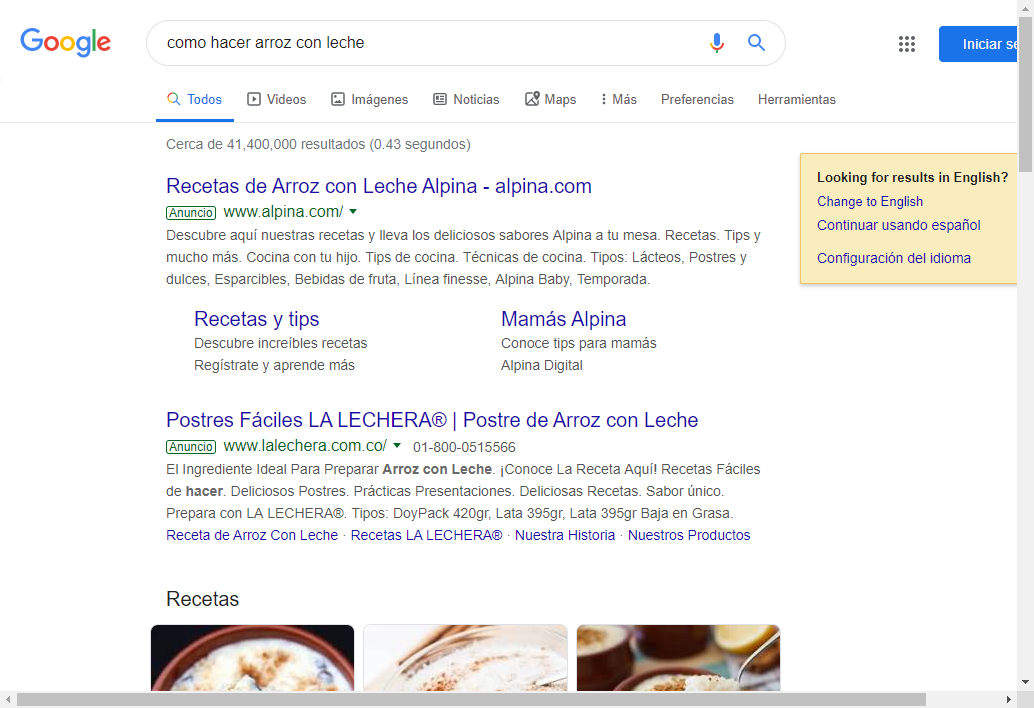 Google
como hacer arroz con leche
Iniciar se
Todos Videos Imágenes Noticias Maps Más Preferencias Herramientas
Cerca de 41,400,000 resultados (0.43 segundos)
Recetas de Arroz con Leche Alpina - alpina.com
Anuncio www.alpina.com/
Descubre aquí nuestras recetas y lleva los deliciosos sabores Alpina a tu mesa. Recetas. Tips y
mucho más. Cocina con tu hijo. Tips de cocina. Técnicas de cocina. Tipos: Lácteos, Postres y
dulces, Esparcibles, Bebidas de fruta, Línea finesse, Alpina Baby, Temporada.
Recetas y tips
Descubre increíbles recetas
Regístrate y aprende más
Mamás Alpina
Conoce tips para mamás
Alpina Digital
Postres Fáciles LA LECHERA® | Postre de Arroz con Leche
Anuncio www.lalechera.com.co/ 01-800-0515566
El Ingrediente Ideal Para Preparar Arroz con Leche. ¡Conoce La Receta Aquí! Recetas Fáciles
de hacer. Deliciosos Postres. Prácticas Presentaciones. Deliciosas Recetas. Sabor único.
Prepara con LA LECHERA®. Tipos: DoyPack 420gr, Lata 395gr, Lata 395gr Baja en Grasa.
Receta de Arroz Con Leche · Recetas LA LECHERA® · Nuestra Historia · Nuestros Productos
Recetas
Looking for results in English?
Change to English
Continuar usando español
Configuración del idioma